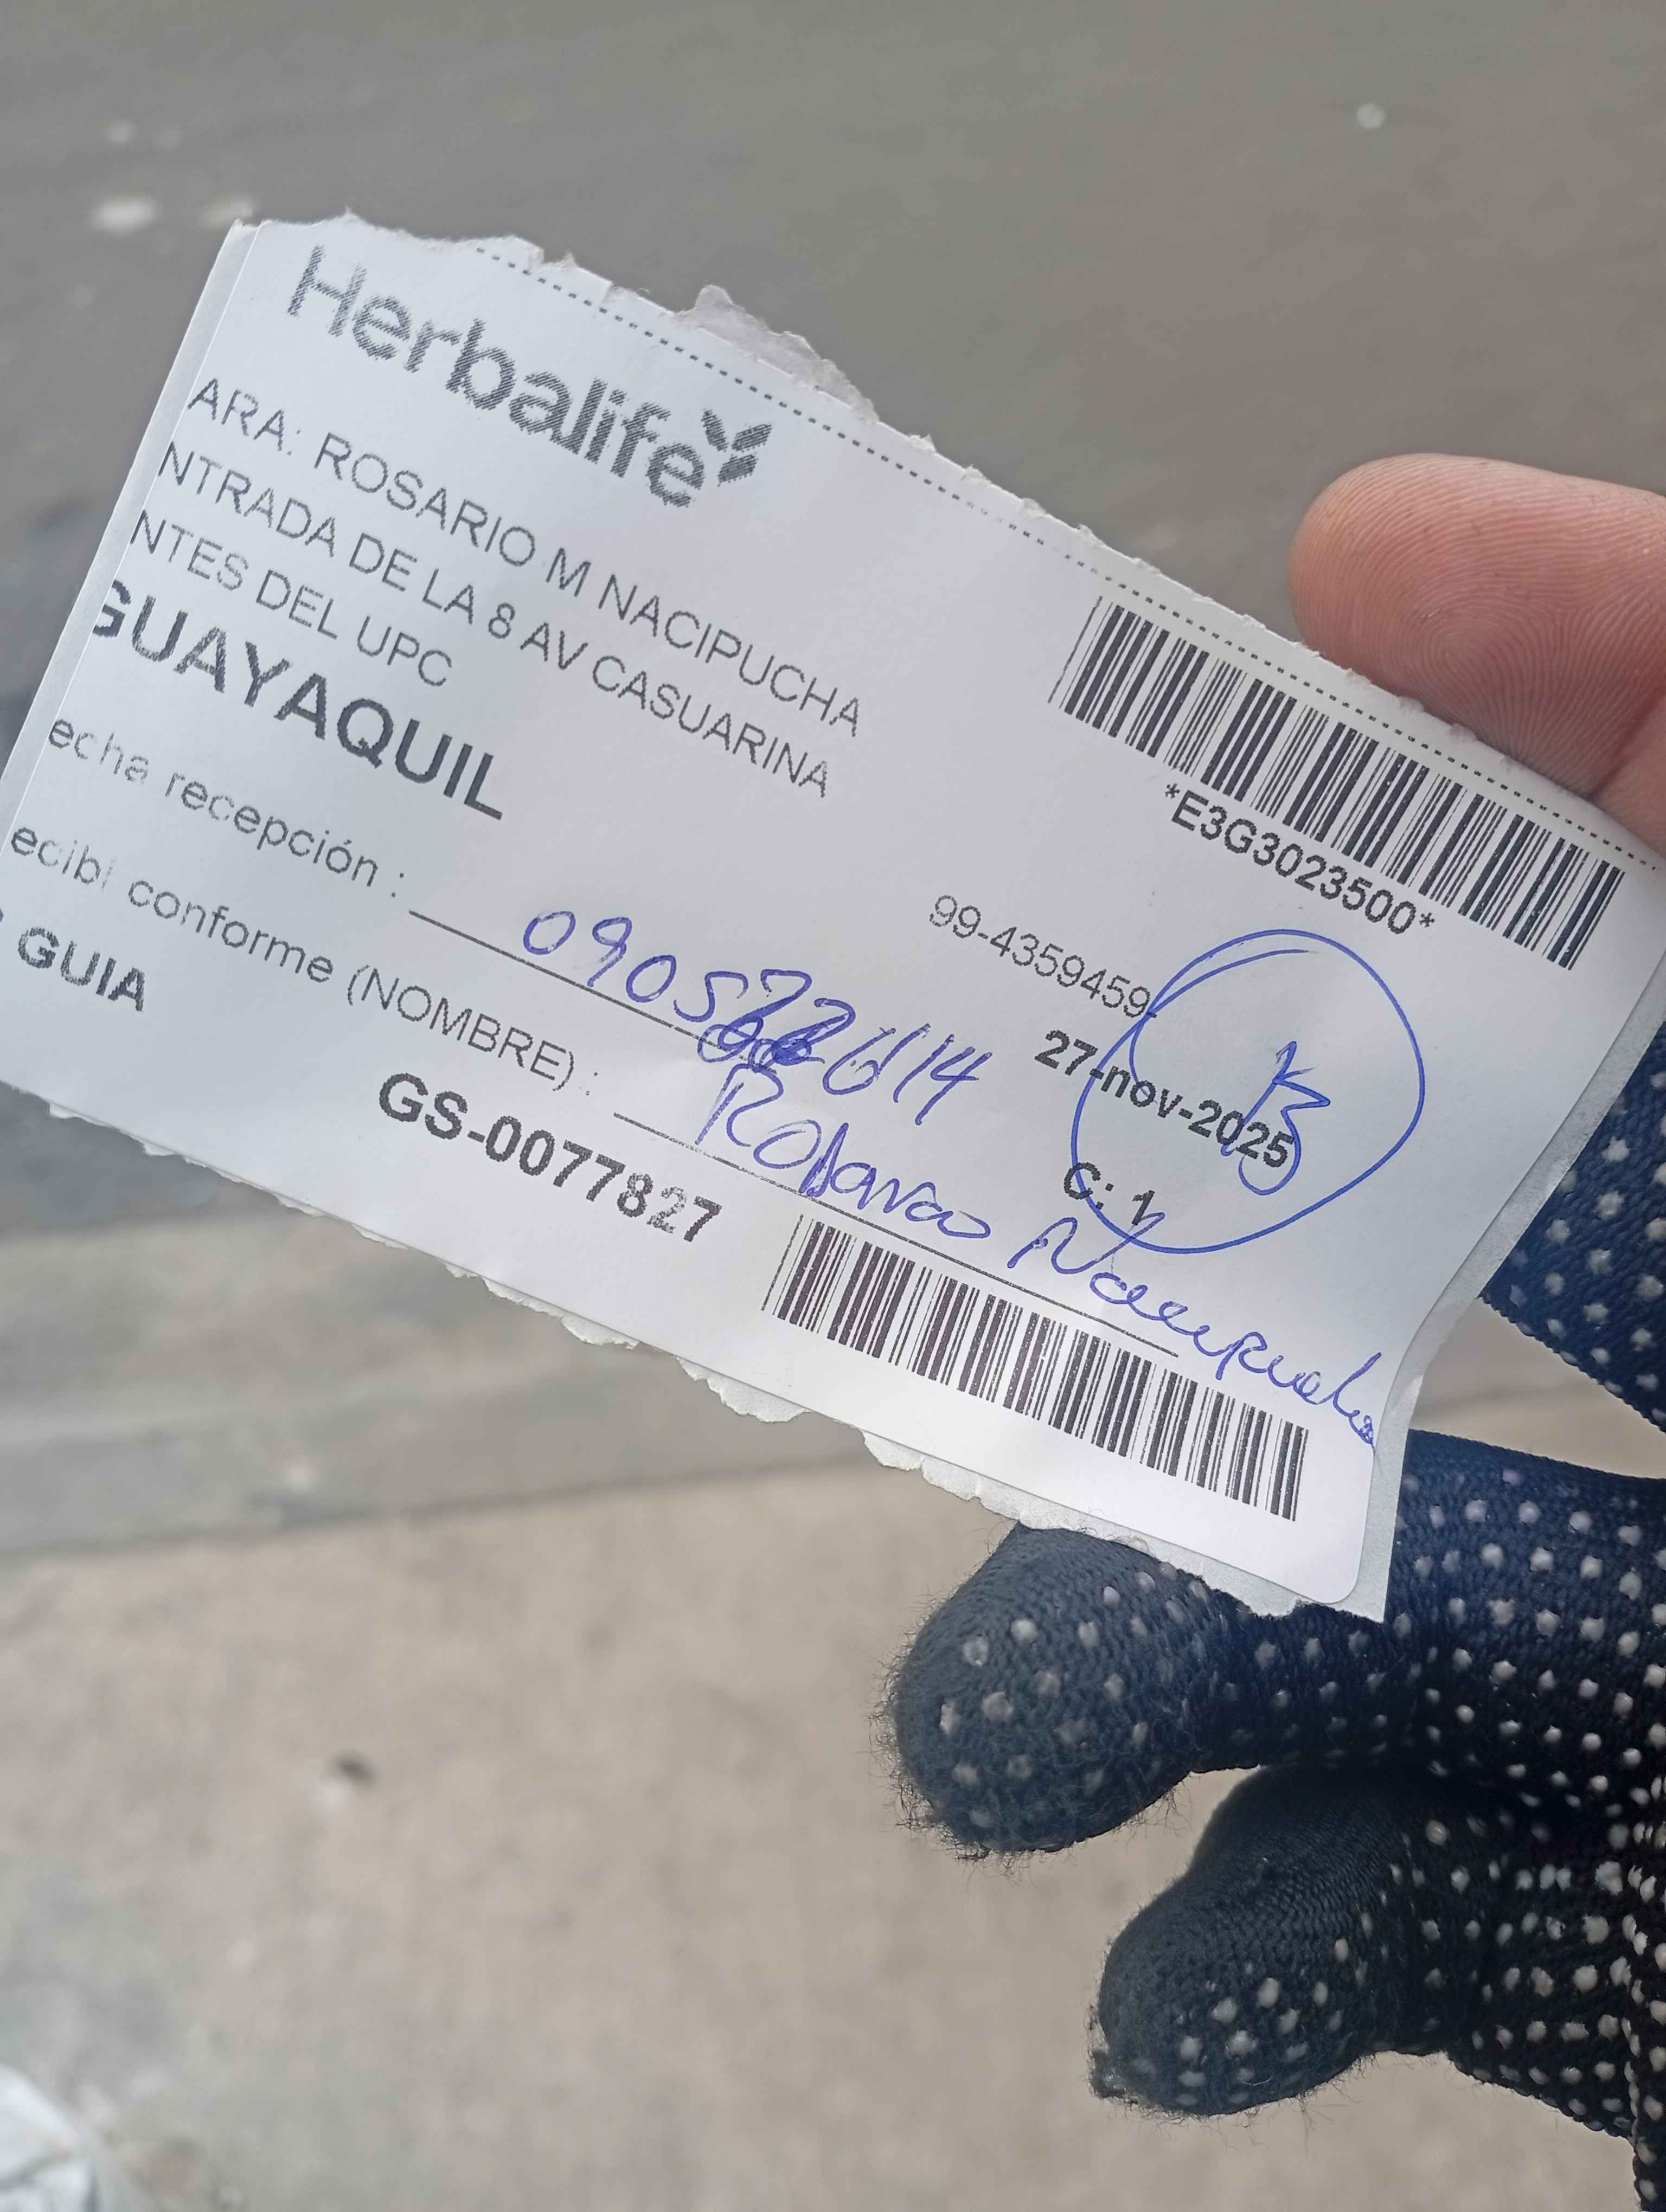 Herbalife
ARA: ROSARIO M NACIPUCHA
NTRADA DE LA 8 AV CASUARINA
NTES DEL UPC
GUAYAQUIL
*E3G3023500*
echa recepción :
99-4359459-
27-nov-2025
ecibi conforme (NOMBRE) :
C: 1
GUIA
GS-0077827